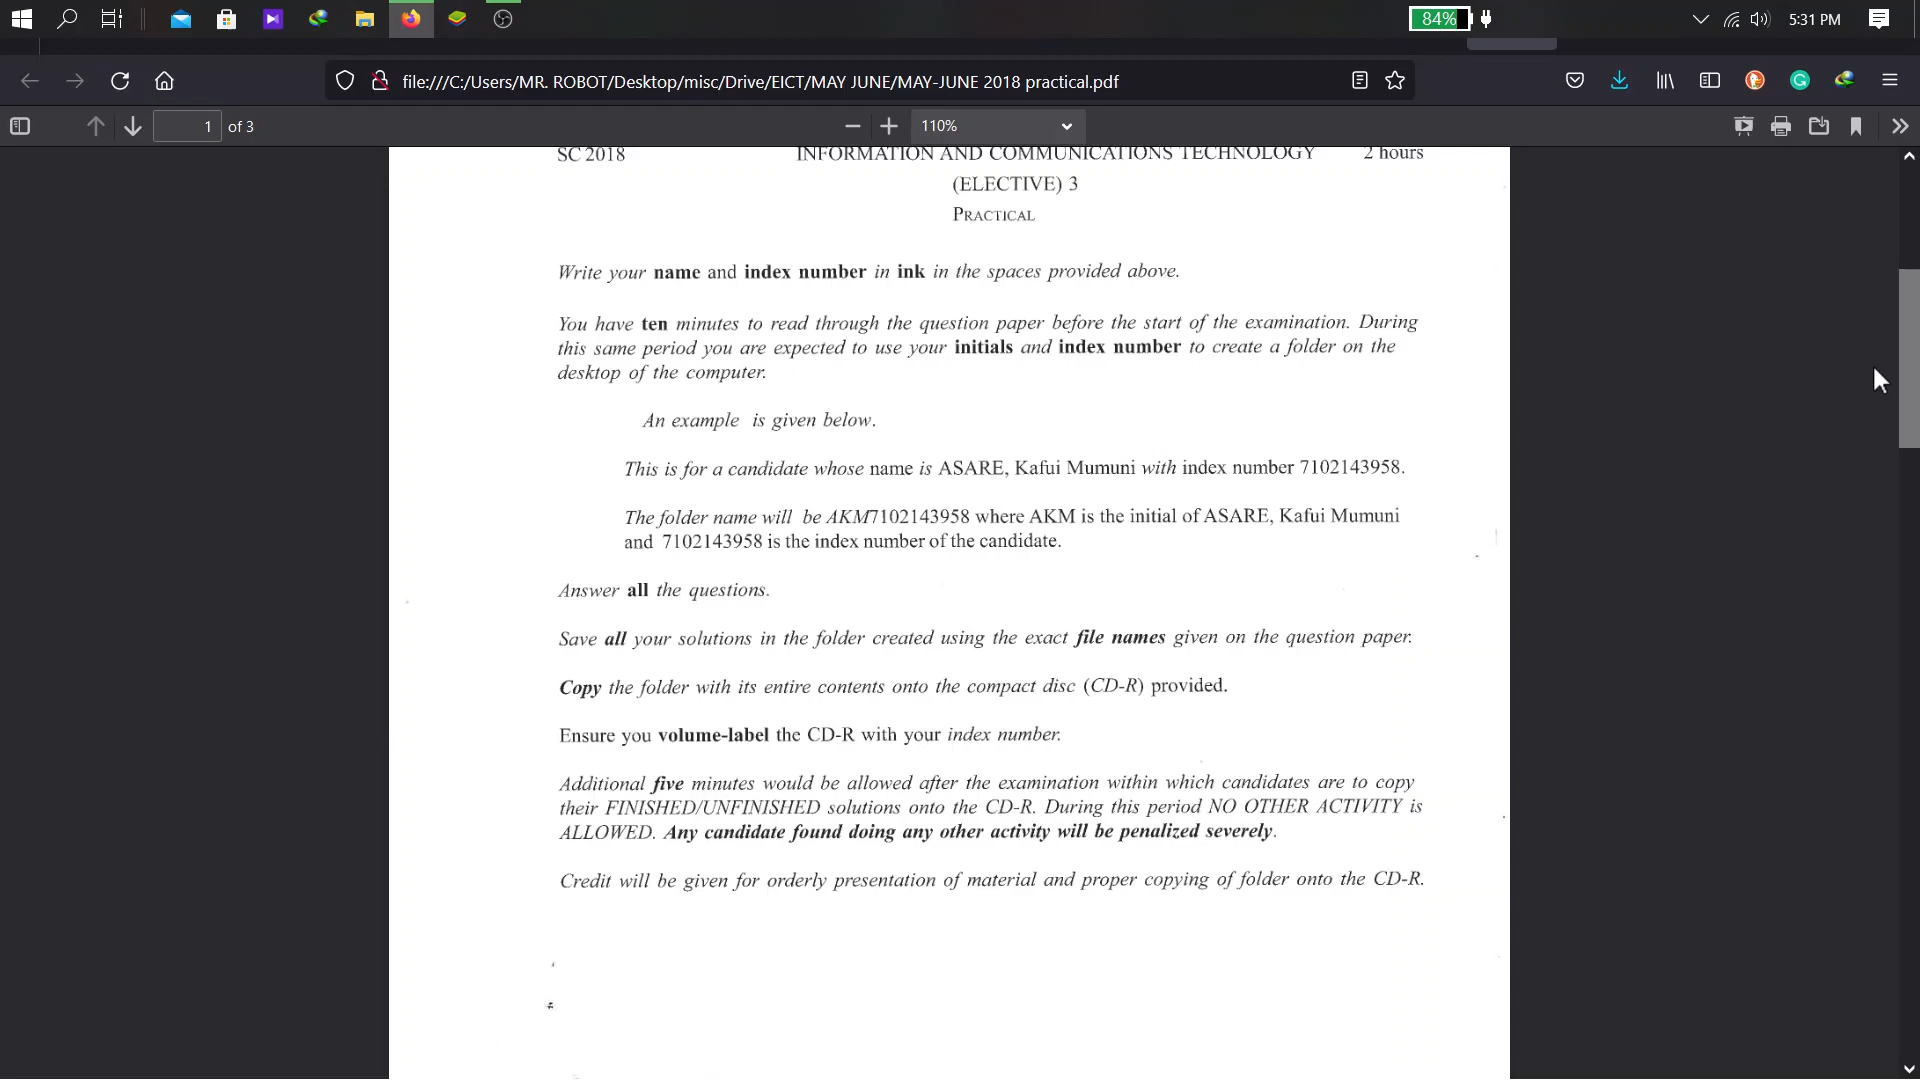 84%
5:31 PM
file:///C:/Users/MR. ROBOT/Desktop/misc/Drive/EICT/MAY JUNE/MAY-JUNE 2018 practical.pdf
1 of 3
110%
SC 2018 INFORMATION AND COMMUNICATIONS TECHNOLOGY 2 hours
(ELECTIVE) 3
PRACTICAL
Write your name and index number in ink in the spaces provided above.
You have ten minutes to read through the question paper before the start of the examination. During
this same period you are expected to use your initials and index number to create a folder on the
desktop of the computer.
An example is given below.
This is for a candidate whose name is ASARE, Kafui Mumuni with index number 7102143958.
The folder name will be AKM7102143958 where AKM is the initial of ASARE, Kafui Mumuni
and 7102143958 is the index number of the candidate.
Answer all the questions.
Save all your solutions in the folder created using the exact file names given on the question paper.
Copy the folder with its entire contents onto the compact disc (CD-R) provided.
Ensure you volume-label the CD-R with your index number.
Additional five minutes would be allowed after the examination within which candidates are to copy
their FINISHED/UNFINISHED solutions onto the CD-R. During this period NO OTHER ACTIVITY is
ALLOWED. Any candidate found doing any other activity will be penalized severely.
Credit will be given for orderly presentation of material and proper copying of folder onto the CD-R.